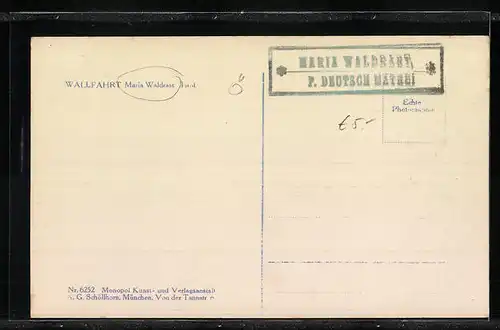 MARIA WALDRAST
P. DEUTSCH MATREI
WALLFAHRT Maria Waldrast Tirol
Ö
Echte
Photographie
€5,-
Nr. 6252 Monopol Kunst- und Verlagsanstalt
A. G. Schöllhorn, München, Von der Tannstr